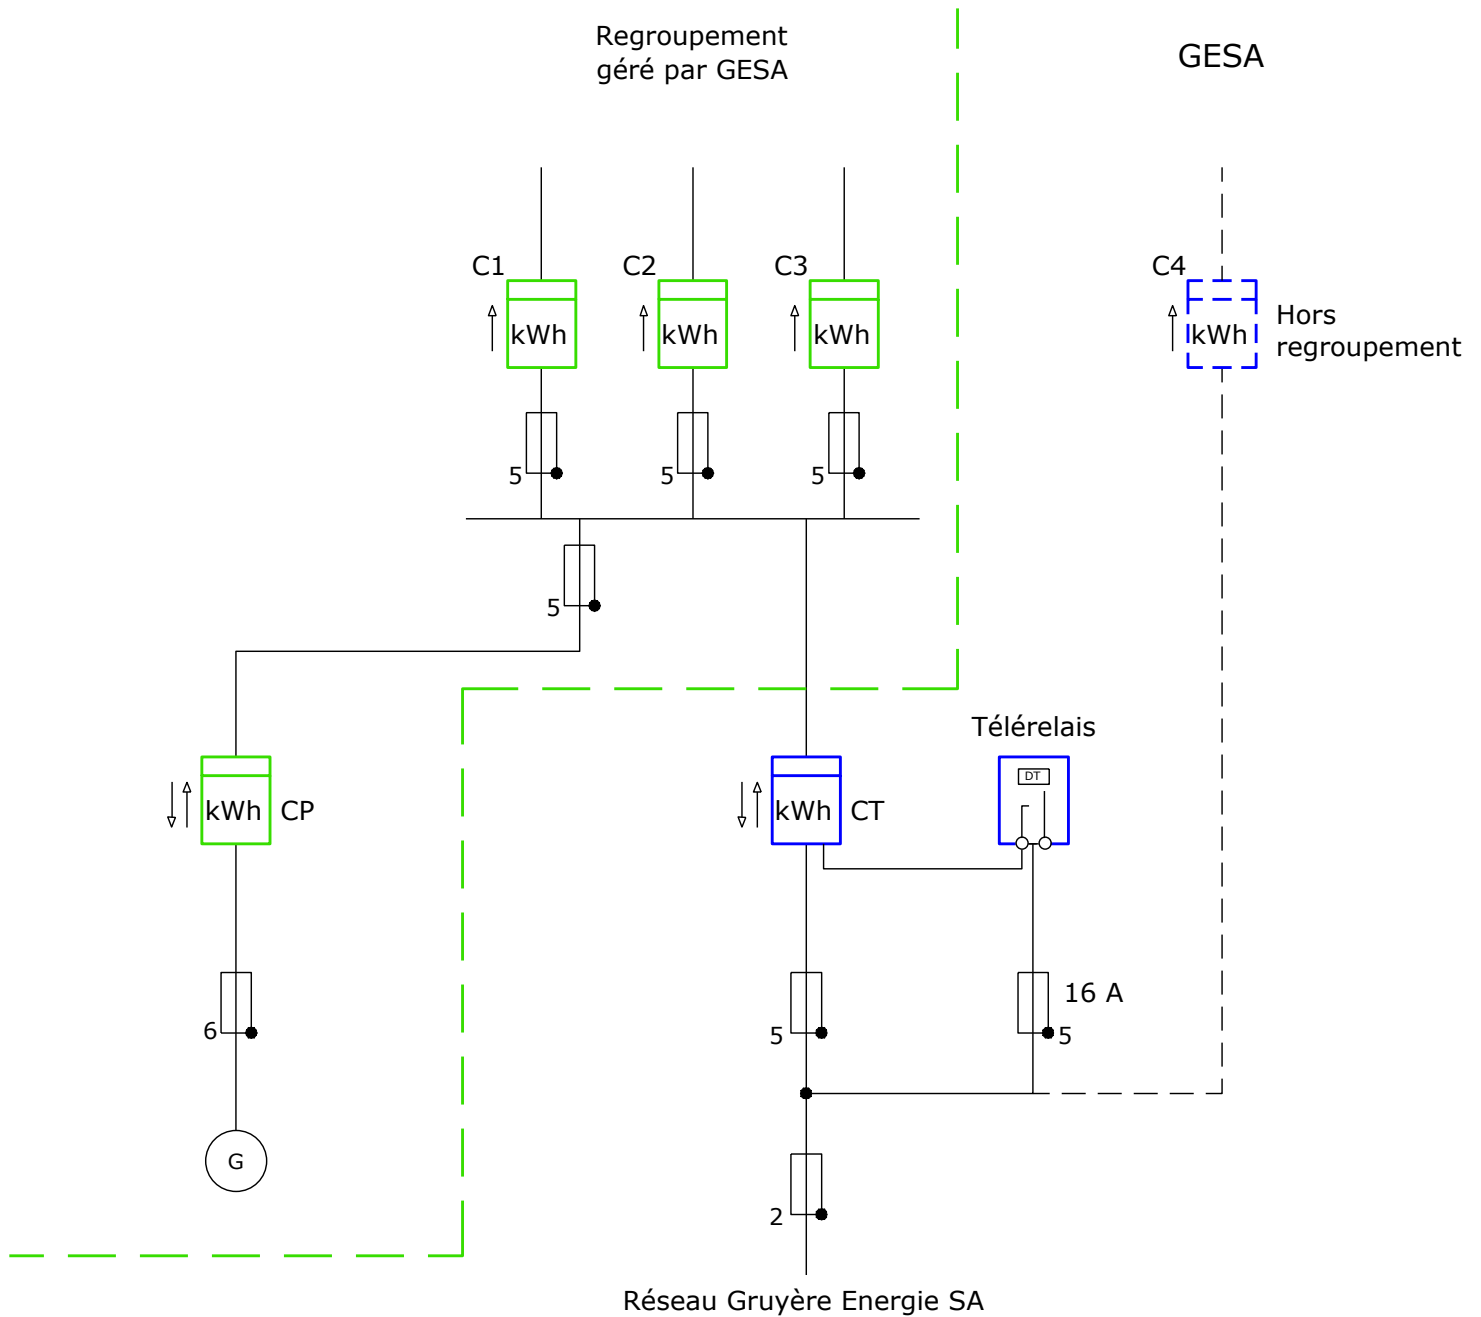 Regroupement
géré par GESA
GESA
C1
C2
C3
C4
kWh
kWh
kWh
kWh
Hors
regroupement
5
5
5
5
Télérelais
DT
kWh
CP
kWh
CT
16 A
6
5
5
G
2
Réseau Gruyère Energie SA